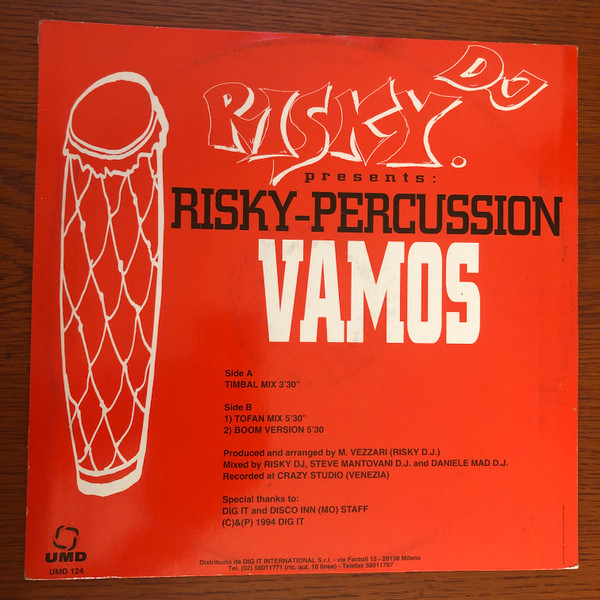 RISKY. DJ
presents:
RISKY-PERCUSSION
VAMOS
Side A
TIMBAL MIX 3'30"
Side B
1) TOFAN MIX 5'30"
2) BOOM VERSION 5'30
Produced and arranged by M. VEZZARI (RISKY D.J.)
Mixed by RISKY DJ, STEVE MANTOVANI D.J. and DANIELE MAD D.J.
Recorded at CRAZY STUDIO (VENEZIA)
Special thanks to:
DIG IT and DISCO INN (MO) STAFF
(C)&(P) 1994 DIG IT
UMD
UMD 124
Distribuito da DIG IT INTERNATIONAL S.r.l. - via Fantoli 15 - 20138 Milano
Tel. (02) 58011771 (ric. aut. 10 linee) - Telefax 58011767